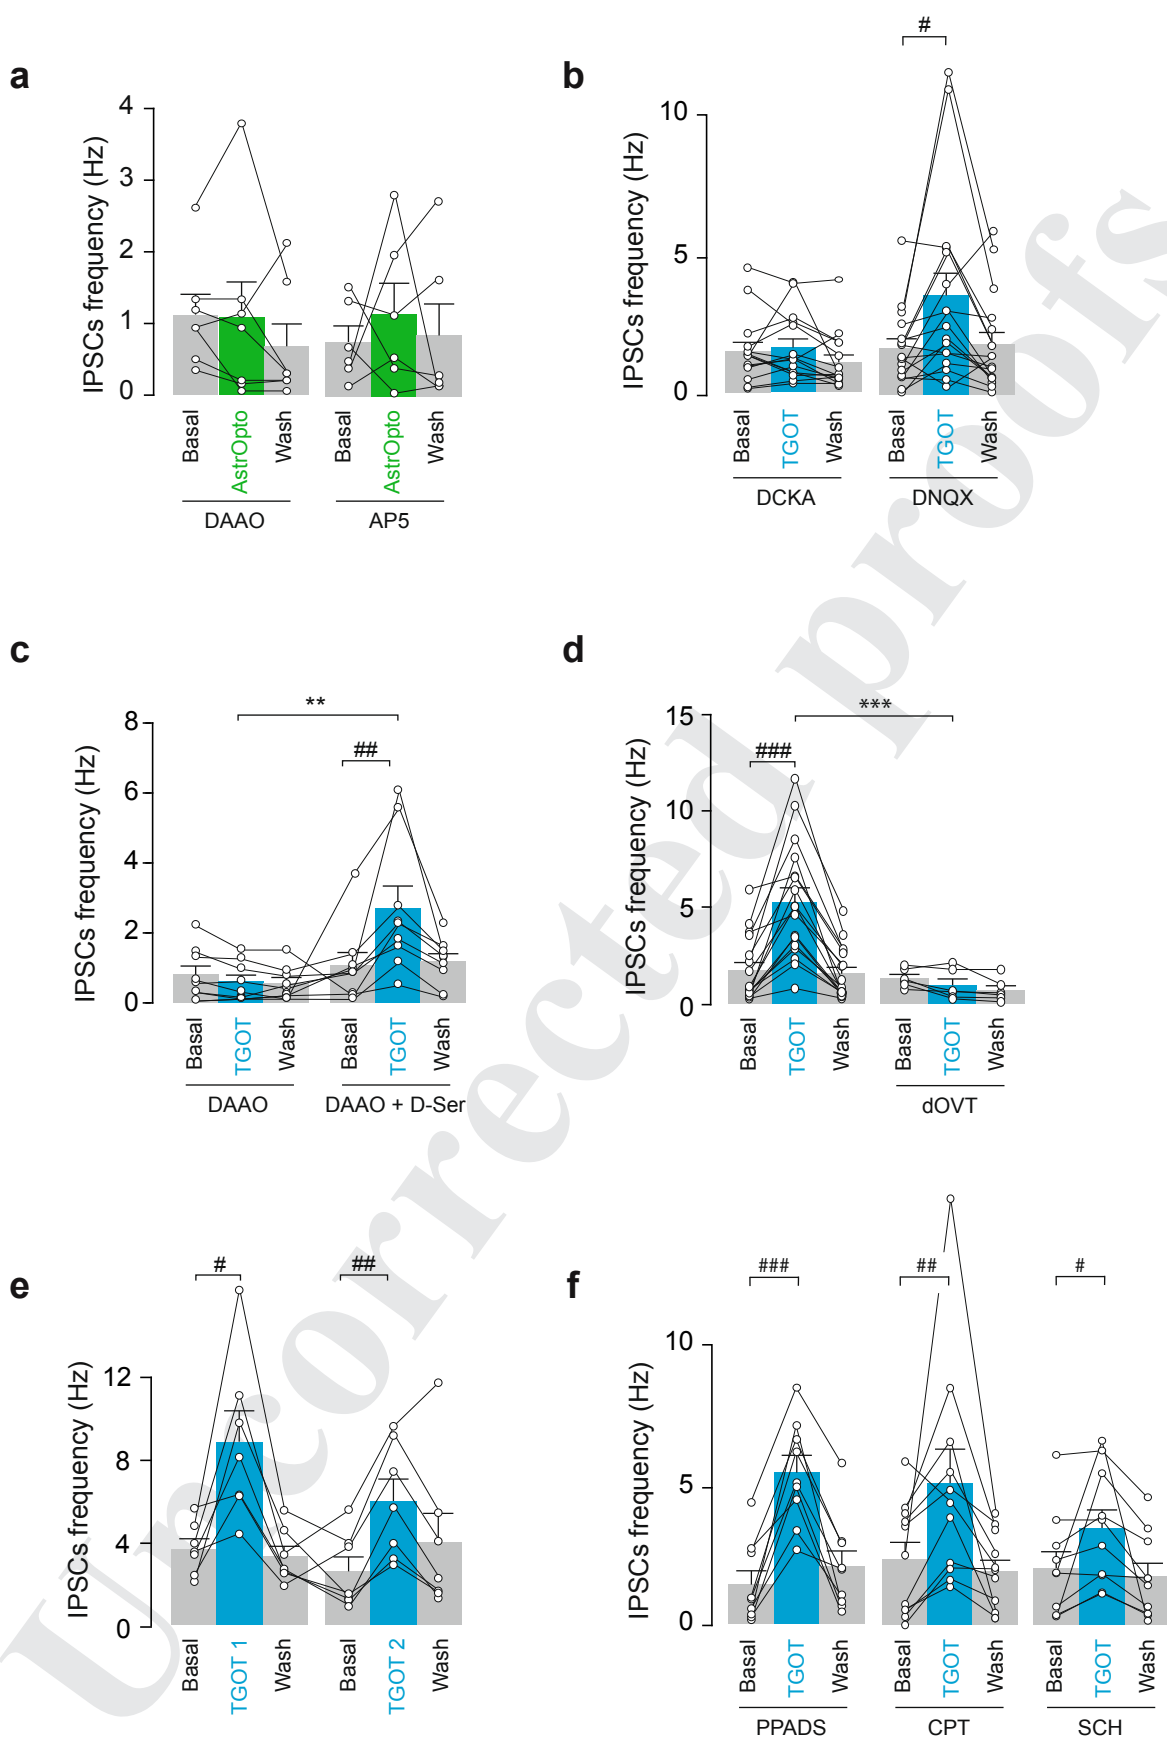 a
IPSCs frequency (Hz)
4
3
2
1
0
Basal
AstrOpto
Wash
Basal
AstrOpto
Wash
DAAO
AP5
b
#
IPSCs frequency (Hz)
10
5
0
Basal
TGOT
Wash
Basal
TGOT
Wash
DCKA
DNQX
c
**
##
IPSCs frequency (Hz)
8
6
4
2
0
Basal
TGOT
Wash
Basal
TGOT
Wash
DAAO
DAAO + D-Ser
d
***
###
IPSCs frequency (Hz)
15
10
5
0
Basal
TGOT
Wash
Basal
TGOT
Wash
dOVT
e
#
##
IPSCs frequency (Hz)
12
8
4
0
Basal
TGOT 1
Wash
Basal
TGOT 2
Wash
f
###
##
#
IPSCs frequency (Hz)
10
5
0
Basal
TGOT
Wash
Basal
TGOT
Wash
Basal
TGOT
Wash
PPADS
CPT
SCH
Uncorrected proofs